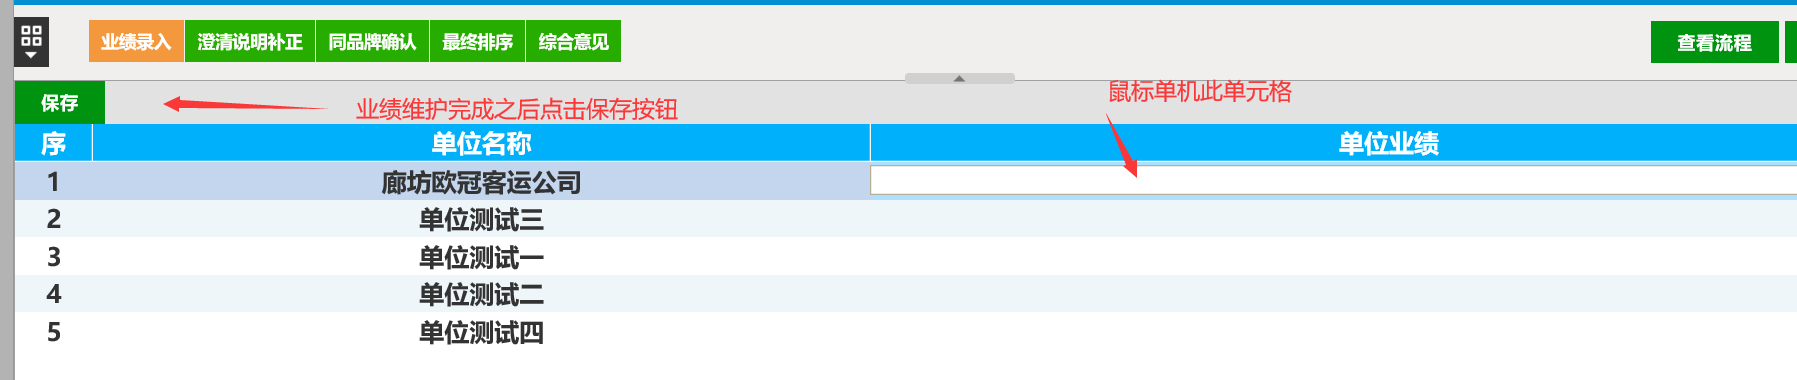 业绩录入 澄清说明补正 同品牌确认 最终排序 综合意见 查看流程
保存 业绩维护完成之后点击保存按钮 鼠标单机此单元格
序 单位名称 单位业绩
1 廊坊欧冠客运公司
2 单位测试三
3 单位测试一
4 单位测试二
5 单位测试四